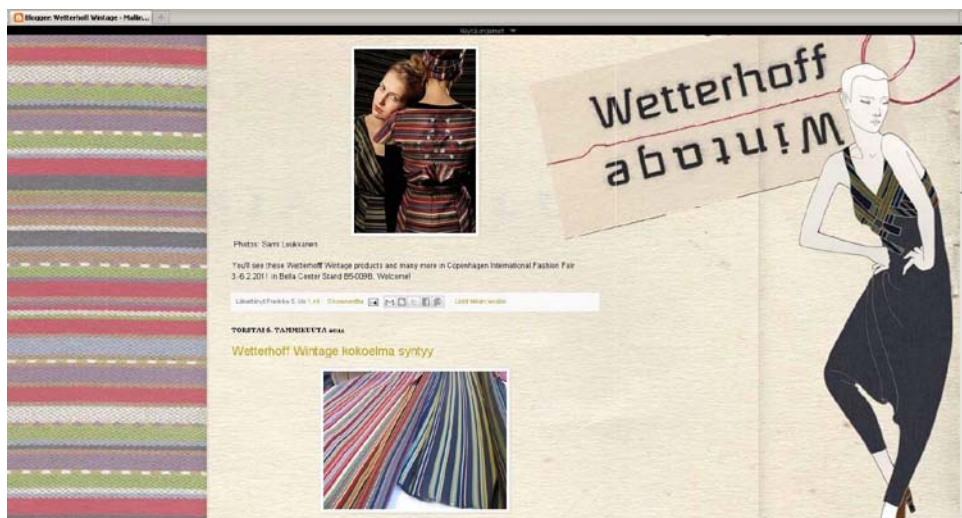 Blogger: Wetterhoff Wintage - Mallin...
Wetterhoff
Wintage
Photos: Sami Laukkanen
You'll see these Wetterhoff Wintage products and many more in Copenhagen International Fashion Fair
3.-6.2.2011 in Bella Center Stand B5-009B. Welcome!
TORSTAI 6. TAMMIKUUTA 2011
Wetterhoff Wintage kokoelma syntyy